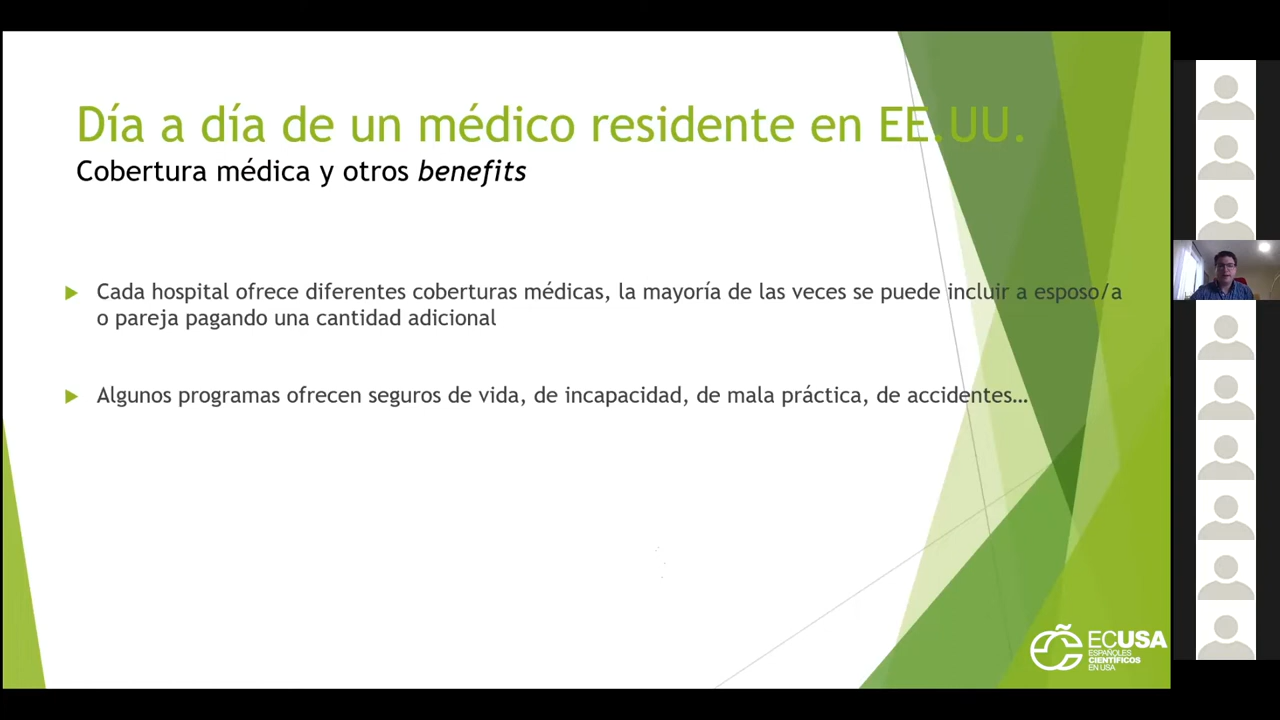 Día a día de un médico residente en EE.UU.
Cobertura médica y otros benefits
Cada hospital ofrece diferentes coberturas médicas, la mayoría de las veces se puede incluir a esposo/a
o pareja pagando una cantidad adicional
Algunos programas ofrecen seguros de vida, de incapacidad, de mala práctica, de accidentes…
ECUSA
ESPAÑOLES
CIENTÍFICOS
EN USA